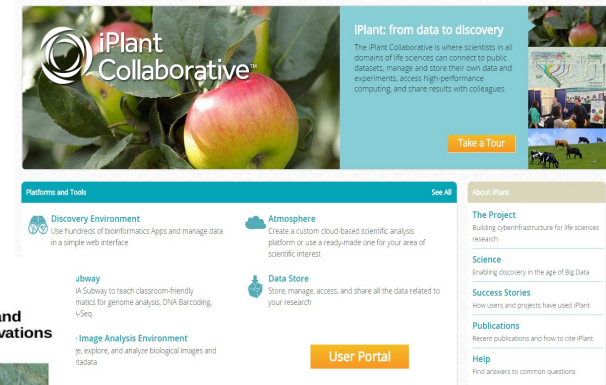 iPlant
Collaborative™
iPlant: from data to discovery
The iPlant Collaborative is where scientists in all
domains of life sciences can connect to public
datasets, manage and store their own data and
experiments, access high-performance
computing, and share results with colleagues.
Take a Tour
Platforms and Tools
See All
Discovery Environment
Use hundreds of bioinformatics Apps and manage data
in a simple web interface
Atmosphere
Create a custom cloud-based scientific analysis
platform or use a ready-made one for your area of
scientific interest
ubway
A Subway to teach classroom-friendly
matics for genome analysis, DNA Barcoding,
A-Seq
Data Store
Store, manage, access, and share all the data related to
your research
Image Analysis Environment
ge, explore, and analyze biological images and
etadata
User Portal
and
vations
About iPlant
The Project
Building cyberinfrastructure for life sciences
research
Science
Enabling discovery in the age of Big Data
Success Stories
How users and projects have used iPlant
Publications
Recent publications and how to cite iPlant
Help
Find answers to common questions